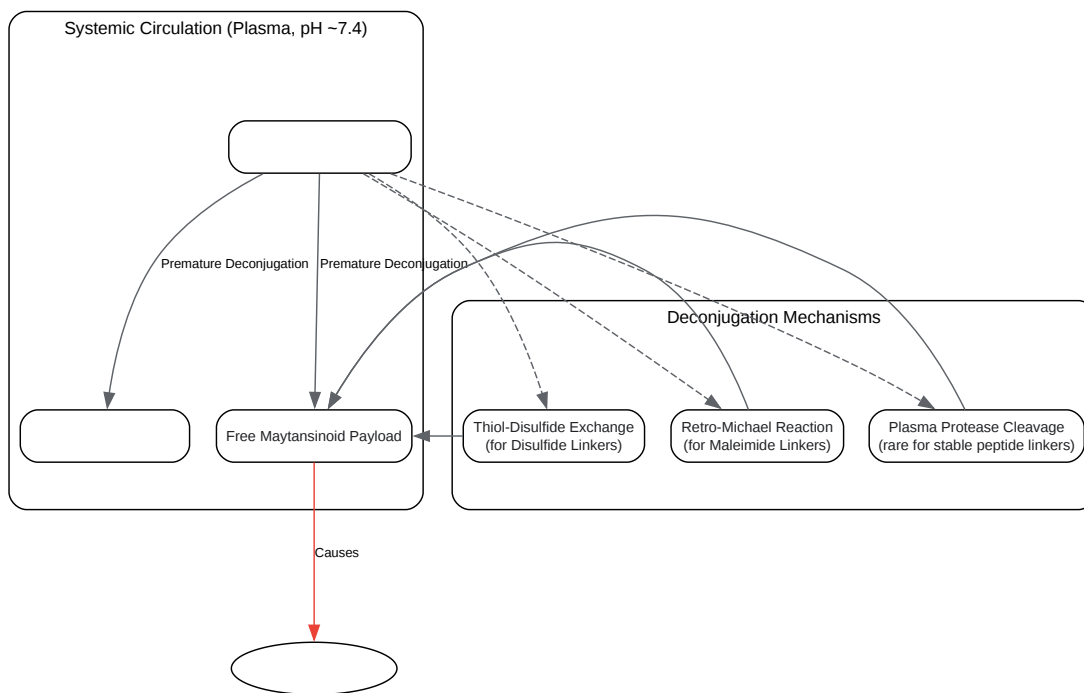 Systemic Circulation (Plasma, pH ~7.4)
Premature Deconjugation
Premature Deconjugation
Deconjugation Mechanisms
Free Maytansinoid Payload
Thiol-Disulfide Exchange
(for Disulfide Linkers)
Retro-Michael Reaction
(for Maleimide Linkers)
Plasma Protease Cleavage
(rare for stable peptide linkers)
Causes